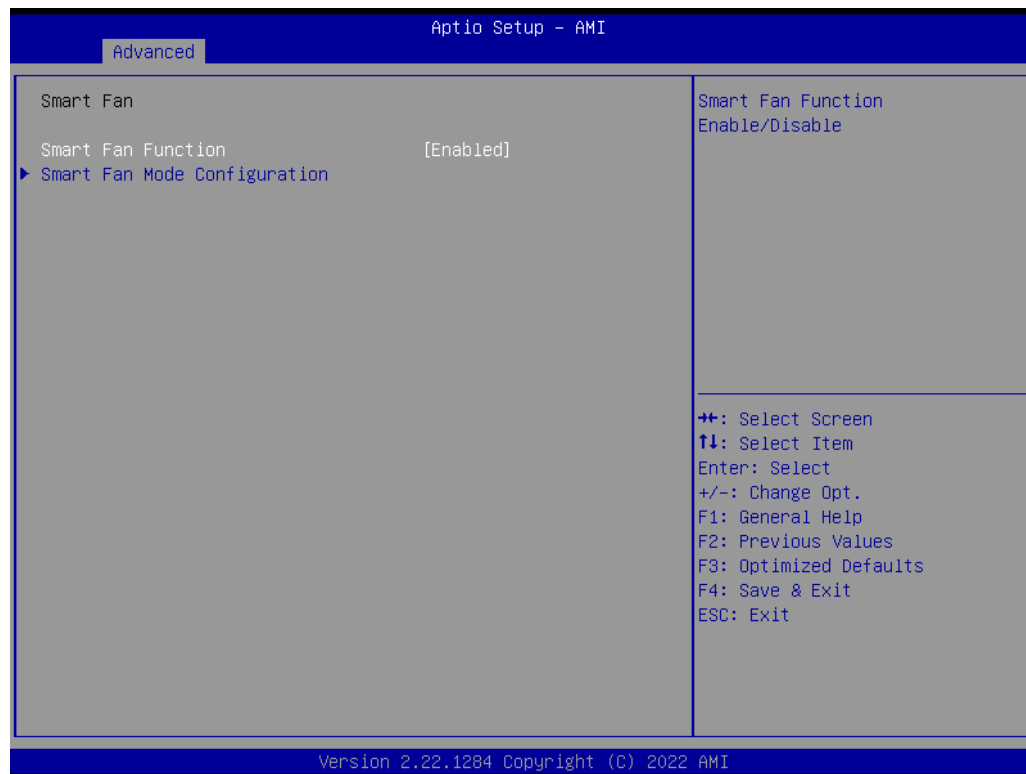 Aptio Setup – AMI
Advanced
Smart Fan
Smart Fan Function [Enabled]
▶ Smart Fan Mode Configuration
Smart Fan Function
Enable/Disable
→←: Select Screen
↑↓: Select Item
Enter: Select
+/-: Change Opt.
F1: General Help
F2: Previous Values
F3: Optimized Defaults
F4: Save & Exit
ESC: Exit
Version 2.22.1284 Copyright (C) 2022 AMI